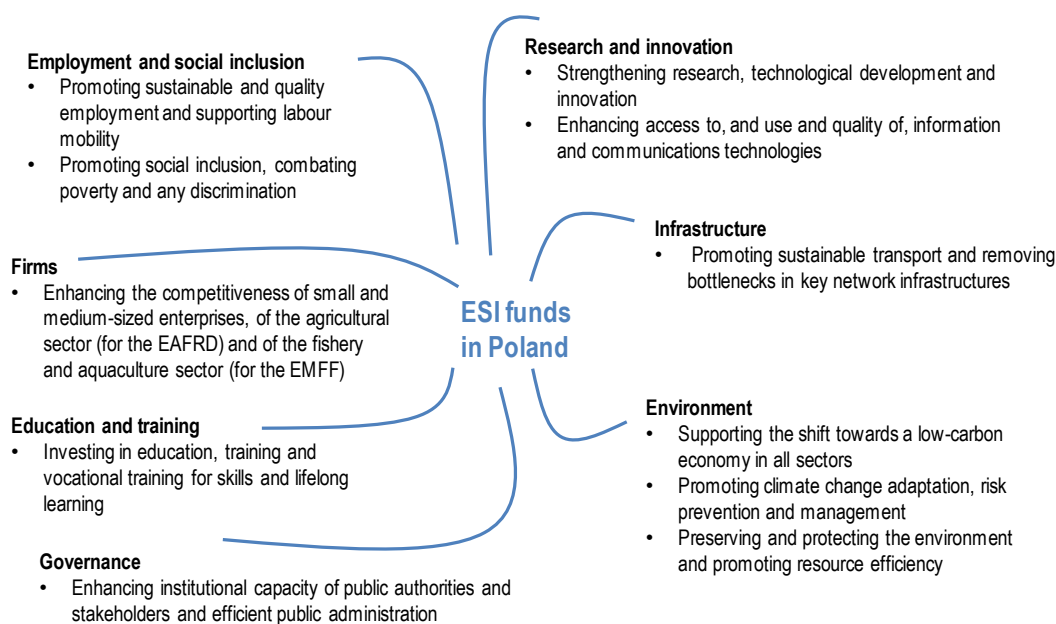 Employment and social inclusion
• Promoting sustainable and quality
employment and supporting labour
mobility
• Promoting social inclusion, combating
poverty and any discrimination
Research and innovation
• Strengthening research, technological development and
innovation
• Enhancing access to, and use and quality of, information
and communications technologies
Infrastructure
• Promoting sustainable transport and removing
bottlenecks in key network infrastructures
Firms
• Enhancing the competitiveness of small and
medium-sized enterprises, of the agricultural
sector (for the EAFRD) and of the fishery
and aquaculture sector (for the EMFF)
ESI funds
in Poland
Education and training
• Investing in education, training and
vocational training for skills and lifelong
learning
Environment
• Supporting the shift towards a low-carbon
economy in all sectors
• Promoting climate change adaptation, risk
prevention and management
• Preserving and protecting the environment
and promoting resource efficiency
Governance
• Enhancing institutional capacity of public authorities and
stakeholders and efficient public administration